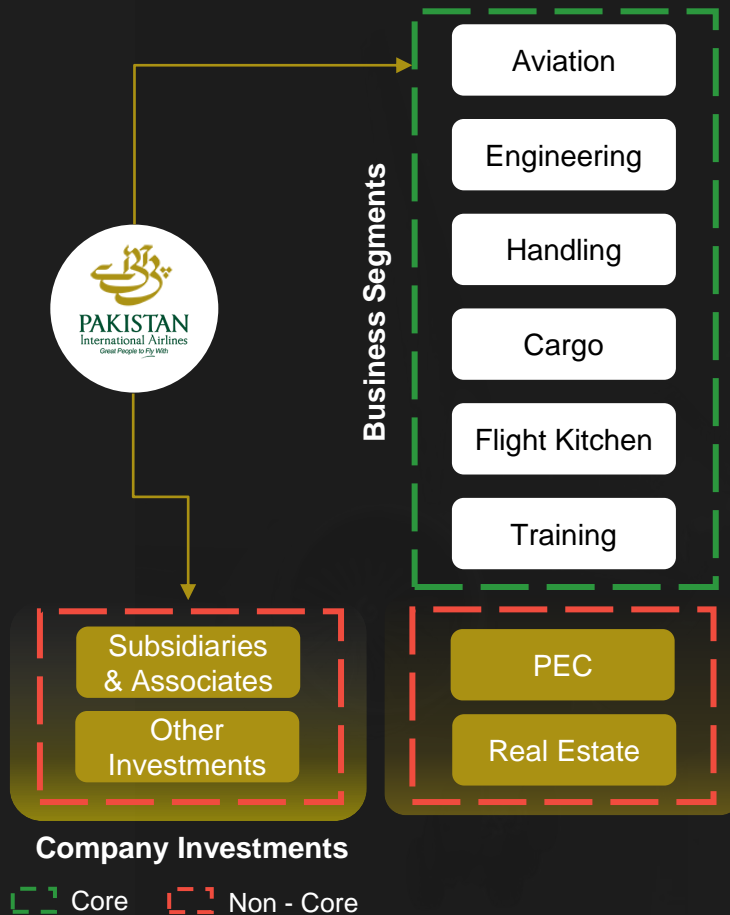 Aviation
Engineering
Handling
Cargo
Flight Kitchen
Training
Business Segments
PAKISTAN
International Airlines
Great People to Fly With
Subsidiaries
& Associates
Other
Investments
PEC
Real Estate
Company Investments
Core
Non - Core